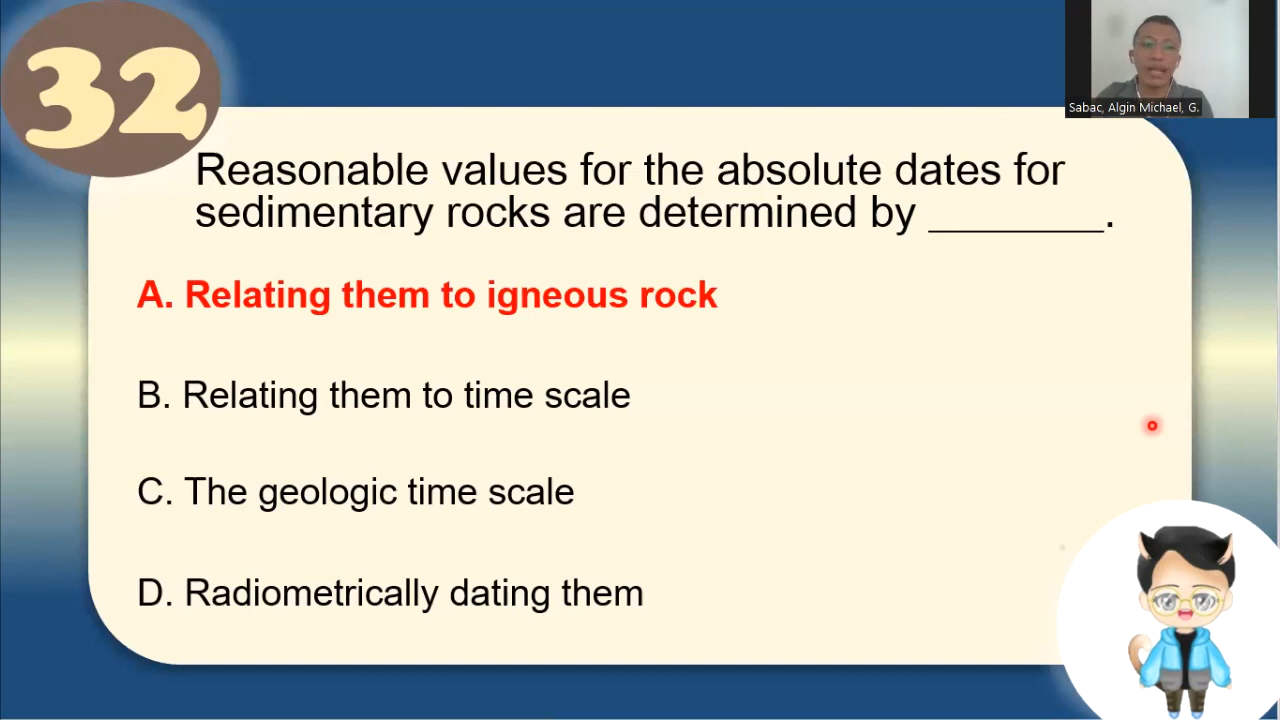 32
Sabac, Algin Michael, G.
Reasonable values for the absolute dates for
sedimentary rocks are determined by ________.
A. Relating them to igneous rock
B. Relating them to time scale
C. The geologic time scale
D. Radiometrically dating them